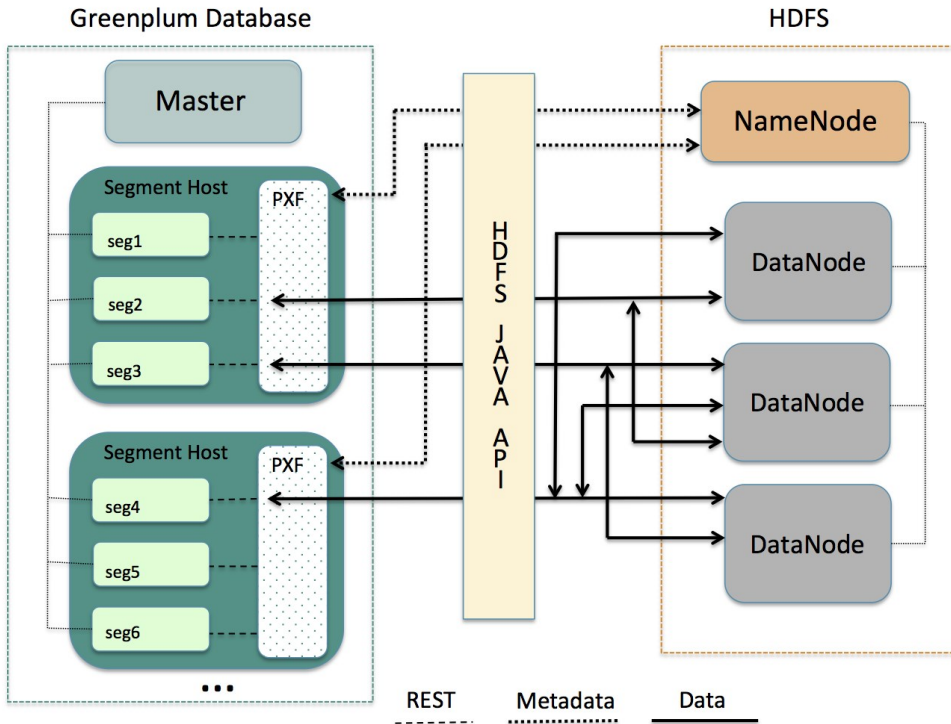 Greenplum Database
HDFS
Master
NameNode
Segment Host
PXF
seg1
seg2
seg3
Segment Host
PXF
seg4
seg5
seg6
...
HDFS JAVA API
DataNode
DataNode
DataNode
REST
Metadata
Data